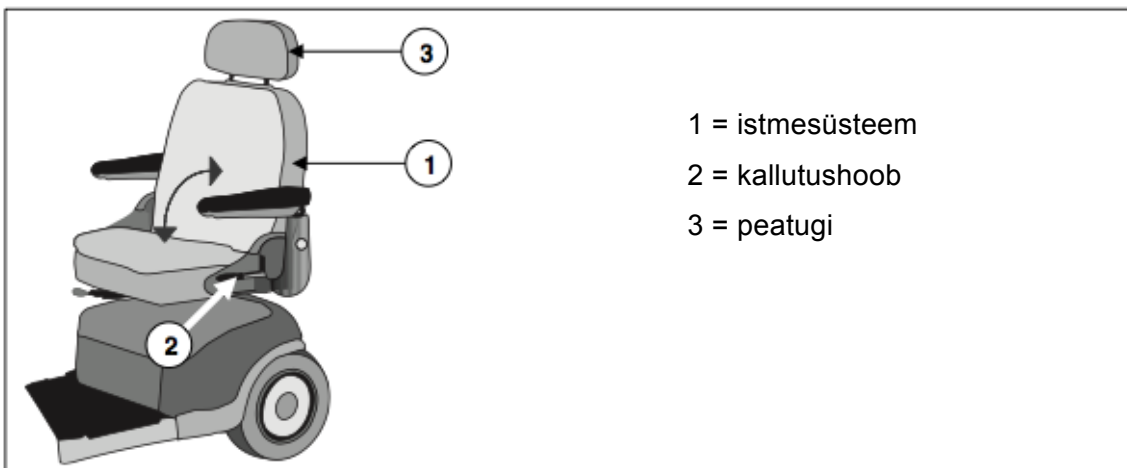 3
1
2
1 = istmesüsteem
2 = kallutushoob
3 = peatugi